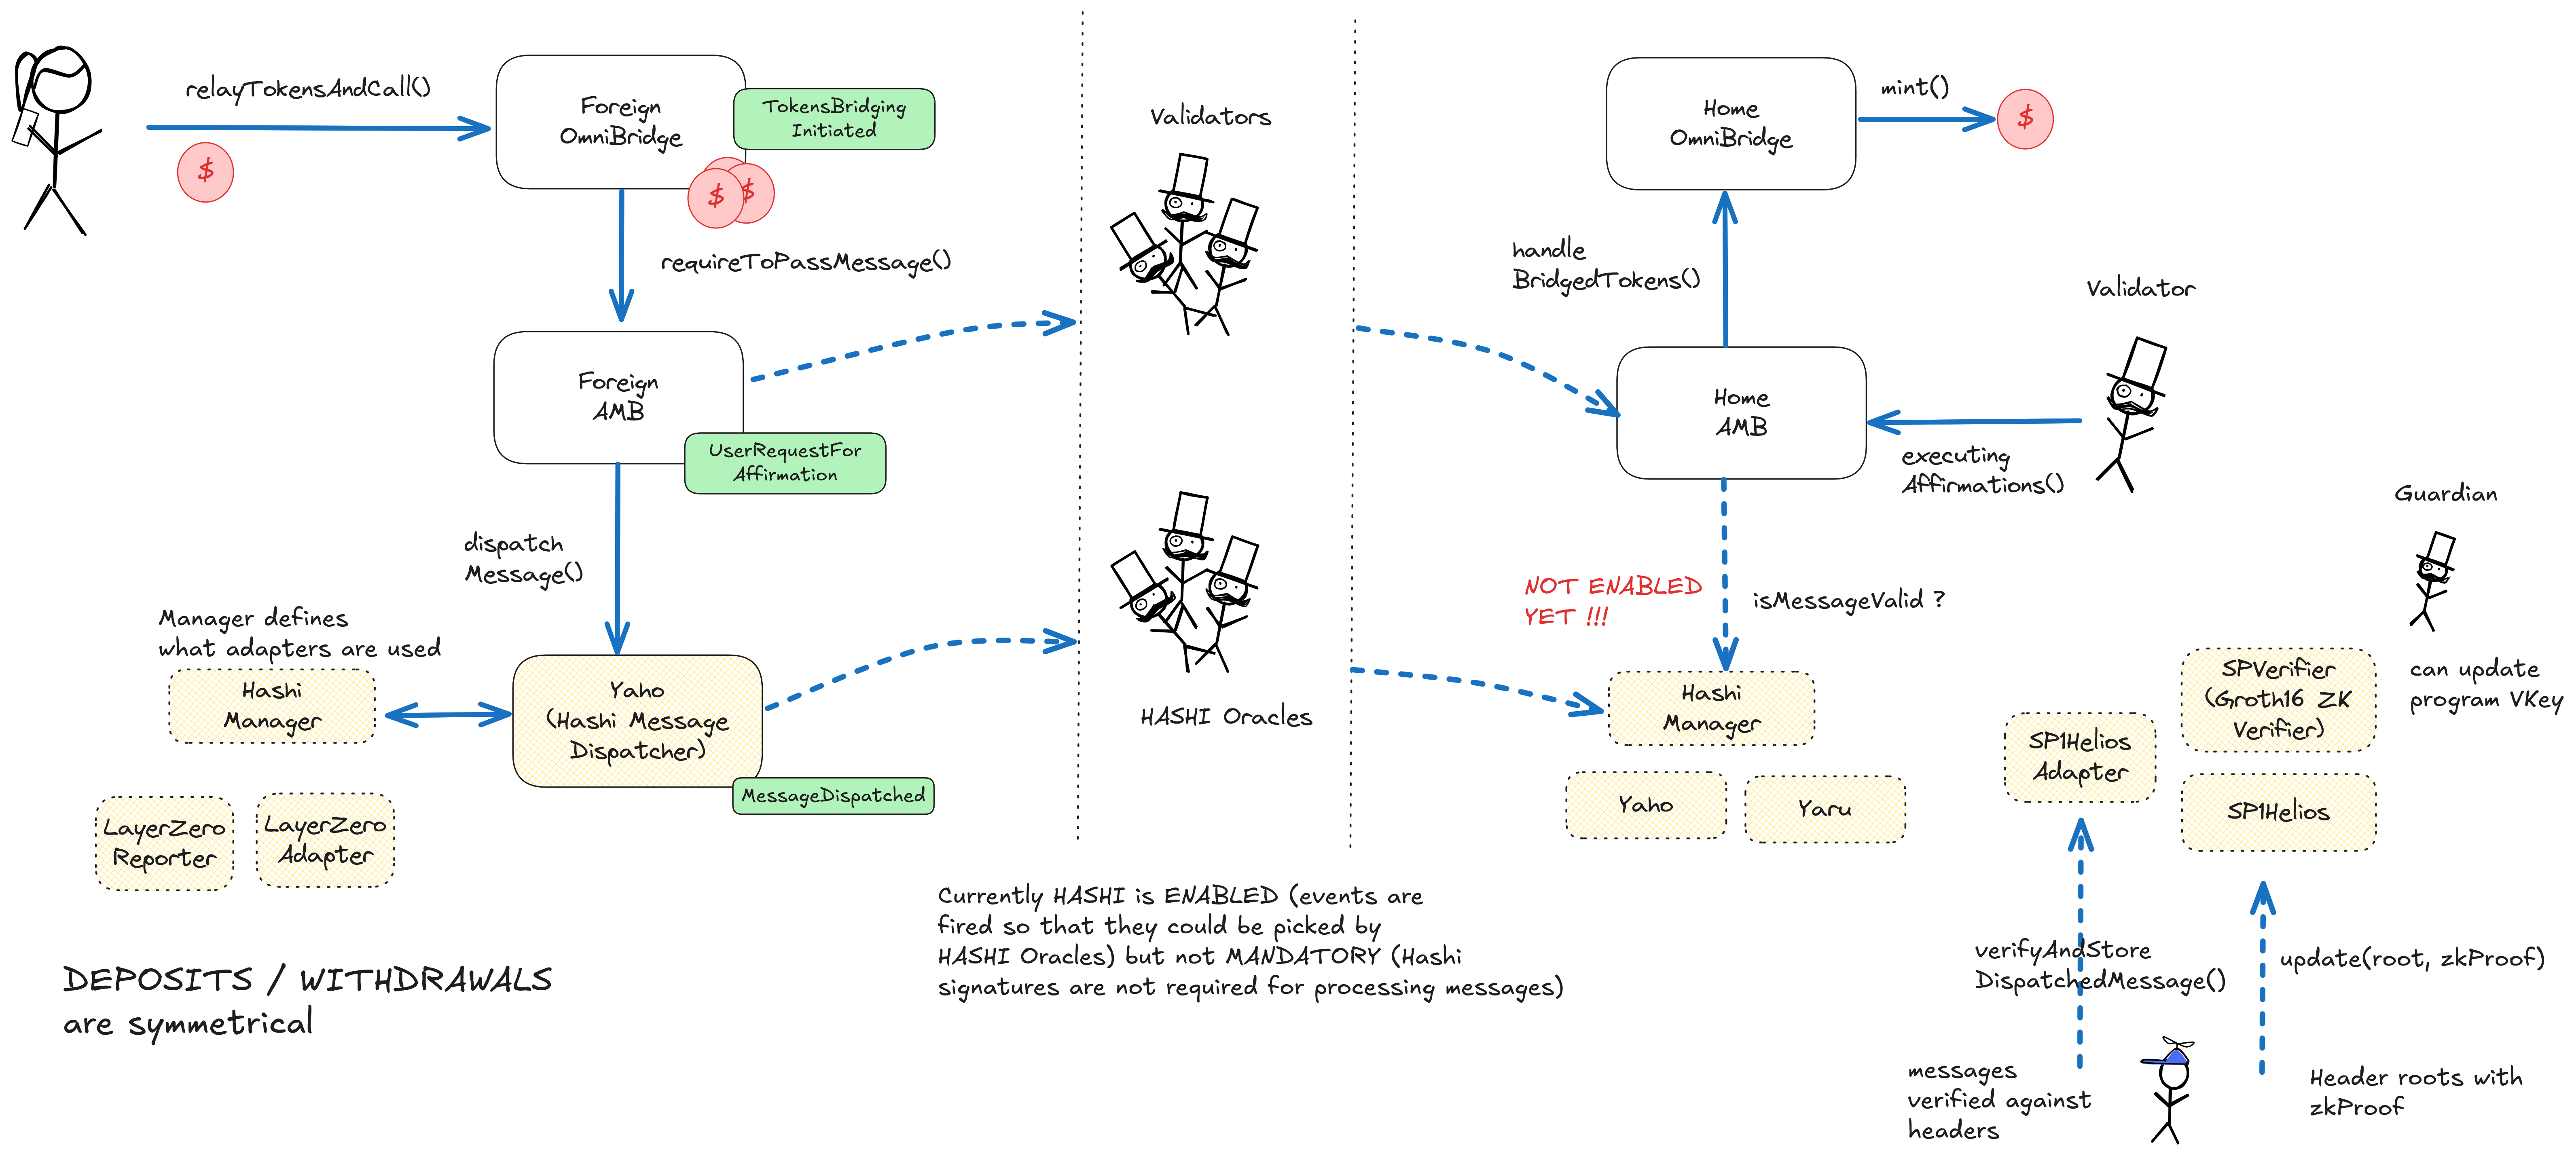 relayTokensAndCall()
$
Foreign
OmniBridge
TokensBridging
Initiated
$
$
requireToPassMessage()
Foreign
AMB
UserRequestFor
Affirmation
dispatch
Message()
Manager defines
what adapters are used
Hashi
Manager
Yaho
(Hashi Message
Dispatcher)
MessageDispatched
LayerZero
Reporter
LayerZero
Adapter
DEPOSITS / WITHDRAWALS
are symmetrical
Validators
HASHI Oracles
Currently HASHI is ENABLED (events are
fired so that they could be picked by
HASHI Oracles) but not MANDATORY (Hashi
signatures are not required for processing messages)
Home
OmniBridge
mint()
$
handle
BridgedTokens()
Validator
Home
AMB
executing
Affirmations()
NOT ENABLED
YET !!!
isMessageValid ?
Hashi
Manager
Yaho
Yaru
Guardian
can update
program VKey
SPVerifier
(Groth16 ZK
Verifier)
SP1Helios
Adapter
SP1Helios
verifyAndStore
DispatchedMessage()
update(root, zkProof)
messages
verified against
headers
Header roots with
zkProof